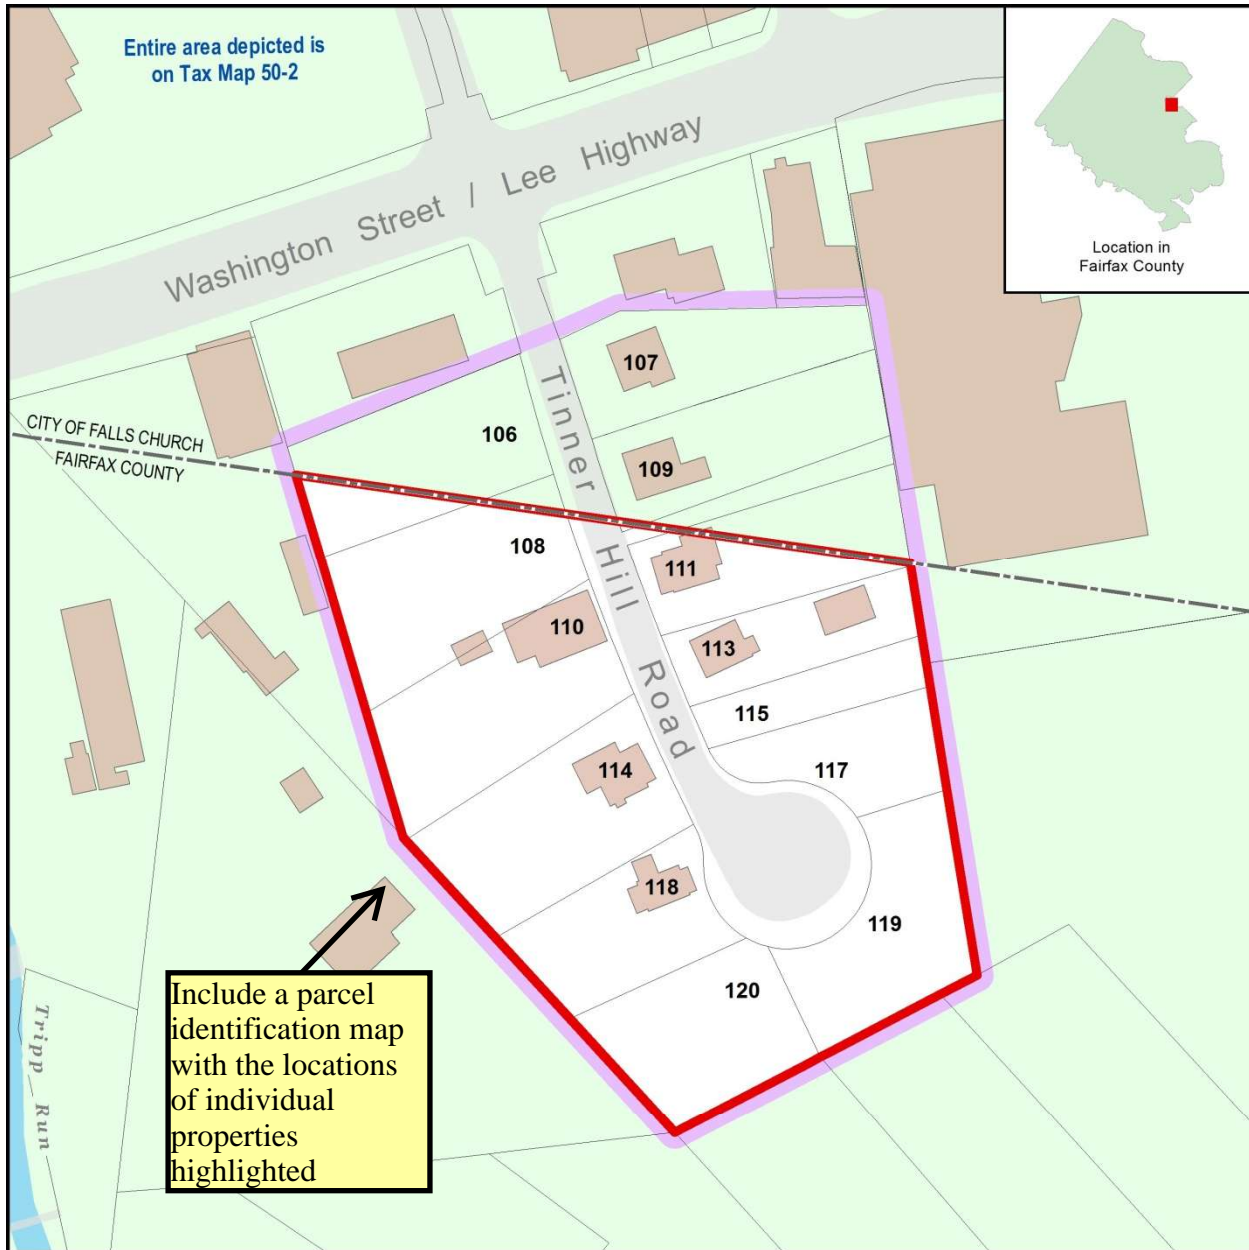 Entire area depicted is
on Tax Map 50-2
Location in
Fairfax County
Washington Street / Lee Highway
CITY OF FALLS CHURCH
FAIRFAX COUNTY
Tinner Hill Road
107
106
109
108
111
110
113
115
114
117
118
119
120
Tripp Run
Include a parcel
identification map
with the locations
of individual
properties
highlighted